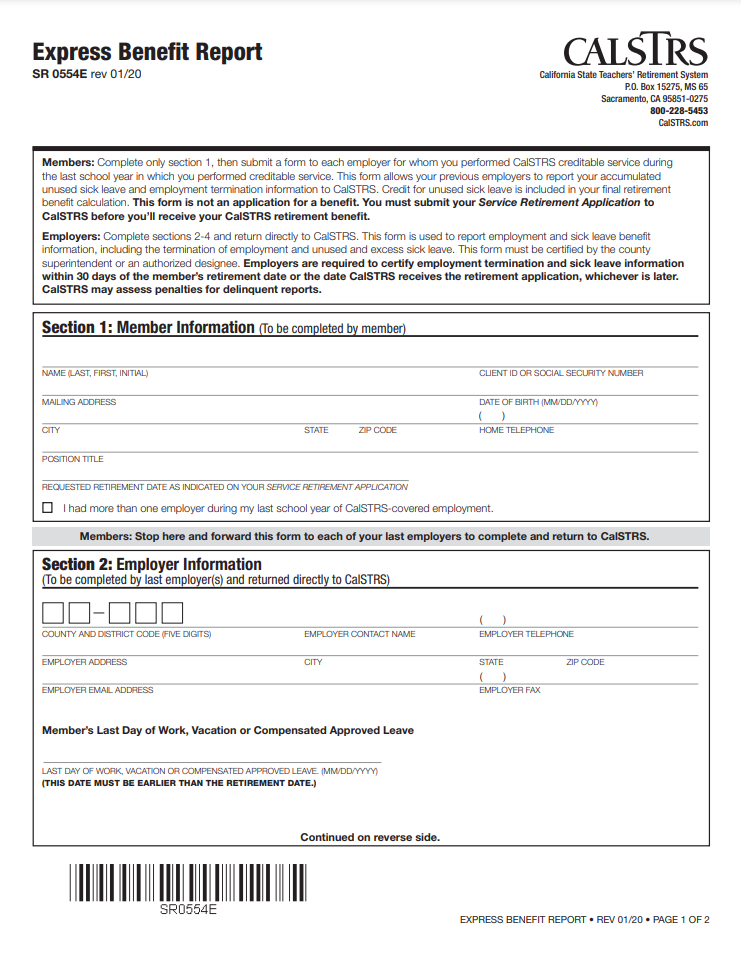 Express Benefit Report
SR 0554E rev 01/20
CALSTRS
California State Teachers' Retirement System
P.O. Box 15275, MS 65
Sacramento, CA 95851-0275
800-228-5453
CalSTRS.com
Members: Complete only section 1, then submit a form to each employer for whom you performed CalSTRS creditable service during
the last school year in which you performed creditable service. This form allows your previous employers to report your accumulated
unused sick leave and employment termination information to CalSTRS. Credit for unused sick leave is included in your final retirement
benefit calculation. This form is not an application for a benefit. You must submit your Service Retirement Application to
CalSTRS before you'll receive your CalSTRS retirement benefit.
Employers: Complete sections 2-4 and return directly to CalSTRS. This form is used to report employment and sick leave benefit
information, including the termination of employment and unused and excess sick leave. This form must be certified by the county
superintendent or an authorized designee. Employers are required to certify employment termination and sick leave information
within 30 days of the member's retirement date or the date CalSTRS receives the retirement application, whichever is later.
CalSTRS may assess penalties for delinquent reports.
Section 1: Member Information (To be completed by member)
NAME (LAST, FIRST, INITIAL) CLIENT ID OR SOCIAL SECURITY NUMBER
MAILING ADDRESS DATE OF BIRTH (MM/DD/YYYY)
( )
CITY STATE ZIP CODE HOME TELEPHONE
POSITION TITLE
REQUESTED RETIREMENT DATE AS INDICATED ON YOUR SERVICE RETIREMENT APPLICATION
I had more than one employer during my last school year of CalSTRS-covered employment.
Members: Stop here and forward this form to each of your last employers to complete and return to CalSTRS.
Section 2: Employer Information
(To be completed by last employer(s) and returned directly to CalSTRS)
– ( )
COUNTY AND DISTRICT CODE (FIVE DIGITS) EMPLOYER CONTACT NAME EMPLOYER TELEPHONE
EMPLOYER ADDRESS CITY STATE ZIP CODE
( )
EMPLOYER EMAIL ADDRESS EMPLOYER FAX
Member's Last Day of Work, Vacation or Compensated Approved Leave
LAST DAY OF WORK, VACATION OR COMPENSATED APPROVED LEAVE. (MM/DD/YYYY)
(THIS DATE MUST BE EARLIER THAN THE RETIREMENT DATE.)
Continued on reverse side.
SR0554E
EXPRESS BENEFIT REPORT • REV 01/20 • PAGE 1 OF 2